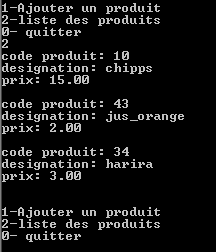 1-Ajouter un produit
2-liste des produits
0- quitter
2
code produit: 10
designation: chipps
prix: 15.00
code produit: 43
designation: jus_orange
prix: 2.00
code produit: 34
designation: harira
prix: 3.00
1-Ajouter un produit
2-liste des produits
0- quitter